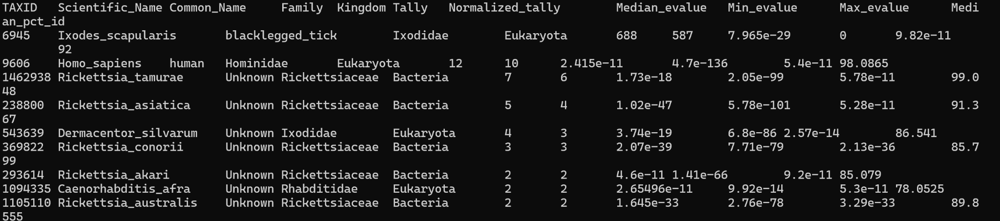 TAXID Scientific_Name Common_Name Family Kingdom Tally Normalized_tally Median_evalue Min_evalue Max_evalue Medi
an_pct_id
6945 Ixodes_scapularis blacklegged_tick Ixodidae Eukaryota 688 587 7.965e-29 0 9.82e-11
92
9606 Homo_sapiens human Hominidae Eukaryota 12 10 2.415e-11 4.7e-136 5.4e-11 98.0865
1462938 Rickettsia_tamurae Unknown Rickettsiaceae Bacteria 7 6 1.73e-18 2.05e-99 5.78e-11 99.0
48
238800 Rickettsia_asiatica Unknown Rickettsiaceae Bacteria 5 4 1.02e-47 5.78e-101 5.28e-11 91.3
67
543639 Dermacentor_silvarum Unknown Ixodidae Eukaryota 4 3 3.74e-19 6.8e-86 2.57e-14 86.541
369822 Rickettsia_conorii Unknown Rickettsiaceae Bacteria 3 3 2.07e-39 7.71e-79 2.13e-36 85.7
99
293614 Rickettsia_akari Unknown Rickettsiaceae Bacteria 2 2 4.6e-11 1.41e-66 9.2e-11 85.079
1094335 Caenorhabditis_afra Unknown Rhabditidae Eukaryota 2 2 2.65496e-11 9.92e-14 5.3e-11 78.0525
1105110 Rickettsia_australis Unknown Rickettsiaceae Bacteria 2 2 1.645e-33 2.76e-78 3.29e-33 89.8
555